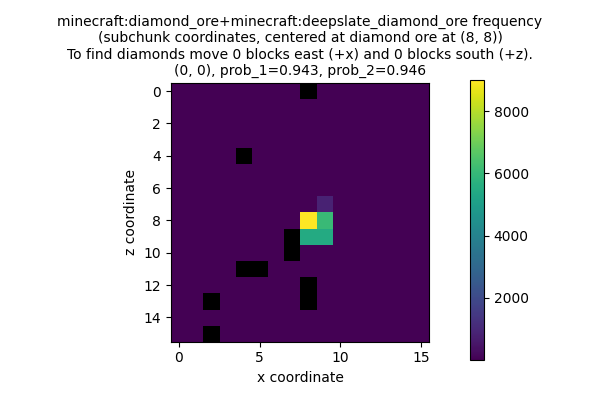 minecraft:diamond_ore+minecraft:deepslate_diamond_ore frequency
(subchunk coordinates, centered at diamond ore at (8, 8))
To find diamonds move 0 blocks east (+x) and 0 blocks south (+z).
(0, 0), prob_1=0.943, prob_2=0.946
0
2
4
6
8
10
12
14
z coordinate
0
5
10
15
x coordinate
8000
6000
4000
2000